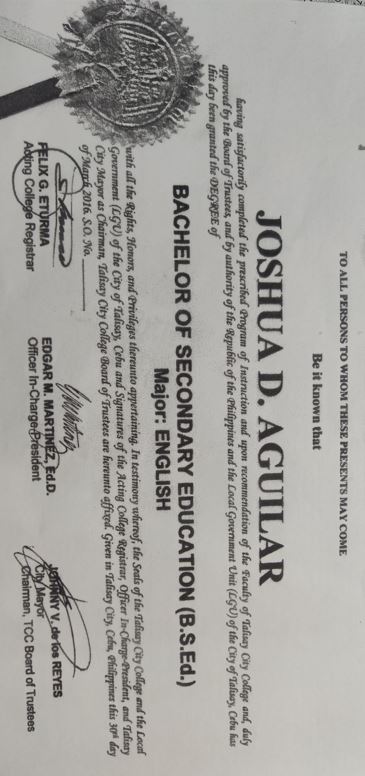 TO ALL PERSONS TO WHOM THESE PRESENTS MAY COME
Be it known that
JOSHUA D. AGUILAR
having satisfactorily completed the prescribed Program of Instruction and upon recommendation of the Faculty of Talisay City College and, duly
approved by the Board of Trustees, and by authority of the Republic of the Philippines and the Local Government Unit (LGU) of the City of Talisay, Cebu has
this day been granted the DEGREE of
BACHELOR OF SECONDARY EDUCATION (B.S.Ed.)
Major: ENGLISH
with all the Rights, Honors, and Privileges thereunto appertaining. In testimony whereof, the Seals of the Talisay City College and the Local
Government (LGU) of the City of Talisay, Cebu and Signatures of the Acting College Registrar, Officer In-Charge-President, and Talisay
City Mayor as Chairman, Talisay City College Board of Trustees are hereunto affixed. Given in Talisay City, Cebu, Philippines this 30th day
of March 2016. S.O. No.
FELIX G. ETURMA
Acting College Registrar
EDGAR M. MARTINEZ, Ed.D.
Officer In-Charge-President
JOHNNY V. de los REYES
City Mayor
Chairman, TCC Board of Trustees